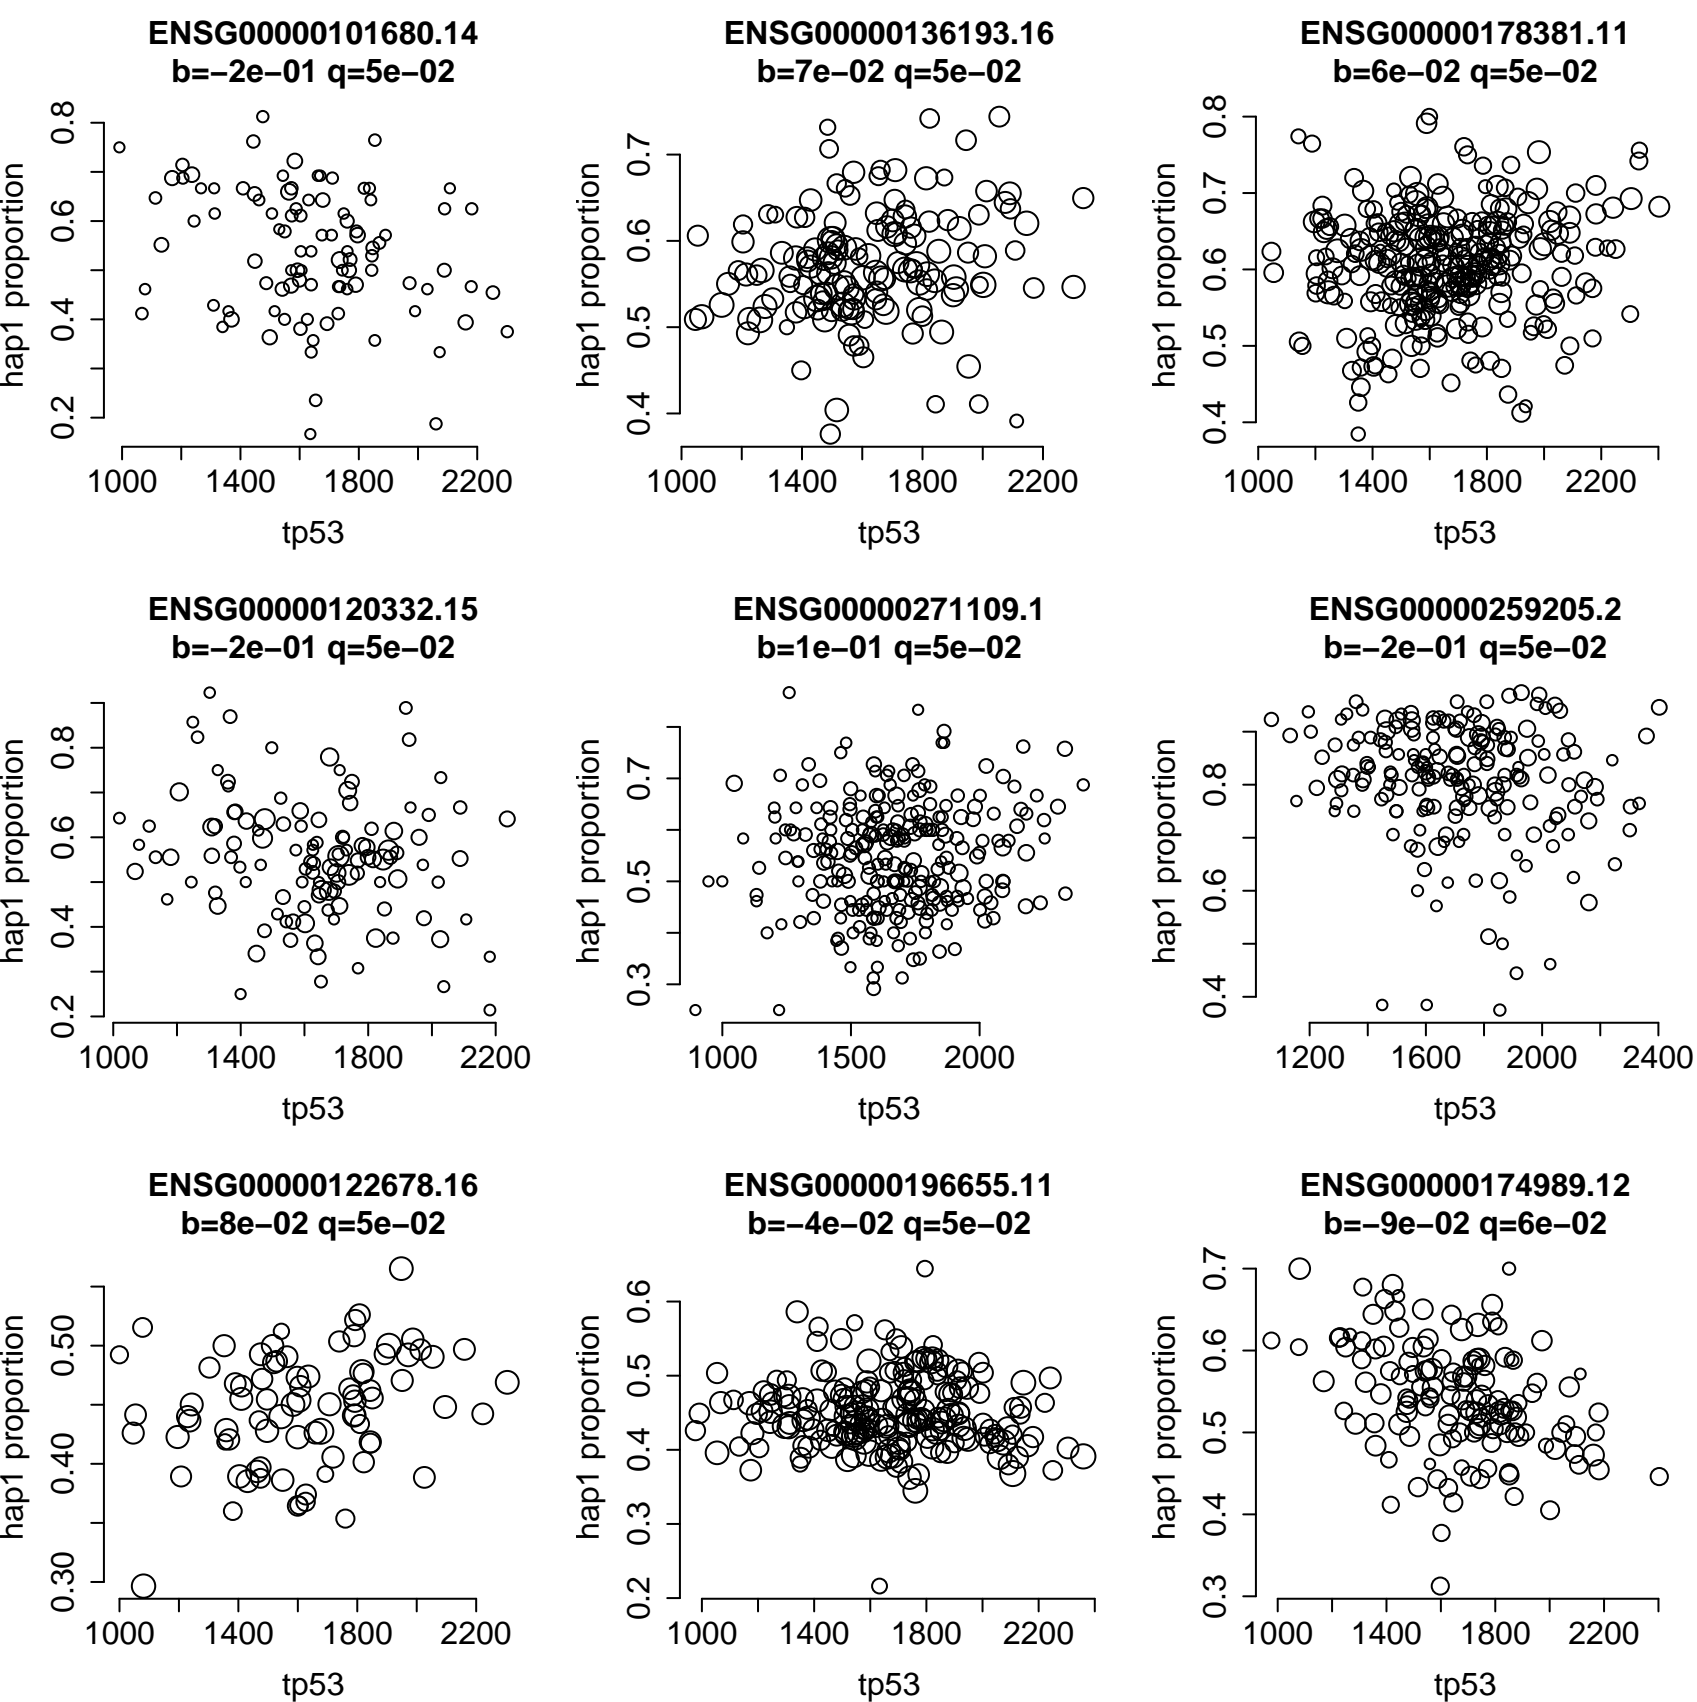 ENSG00000101680.14
b=−2e−01 q=5e−02
hap1 proportion
0.8
0.6
0.4
0.2
1000 1400 1800 2200
tp53
ENSG00000136193.16
b=7e−02 q=5e−02
hap1 proportion
0.7
0.6
0.5
0.4
1000 1400 1800 2200
tp53
ENSG00000178381.11
b=6e−02 q=5e−02
hap1 proportion
0.8
0.7
0.6
0.5
0.4
1000 1400 1800 2200
tp53
ENSG00000120332.15
b=−2e−01 q=5e−02
hap1 proportion
0.8
0.6
0.4
0.2
1000 1400 1800 2200
tp53
ENSG00000271109.1
b=1e−01 q=5e−02
hap1 proportion
0.7
0.5
0.3
1000 1500 2000
tp53
ENSG00000259205.2
b=−2e−01 q=5e−02
hap1 proportion
0.8
0.6
0.4
1200 1600 2000 2400
tp53
ENSG00000122678.16
b=8e−02 q=5e−02
hap1 proportion
0.50
0.40
0.30
1000 1400 1800 2200
tp53
ENSG00000196655.11
b=−4e−02 q=5e−02
hap1 proportion
0.6
0.5
0.4
0.3
0.2
1000 1400 1800 2200
tp53
ENSG00000174989.12
b=−9e−02 q=6e−02
hap1 proportion
0.7
0.6
0.5
0.4
0.3
1000 1400 1800 2200
tp53